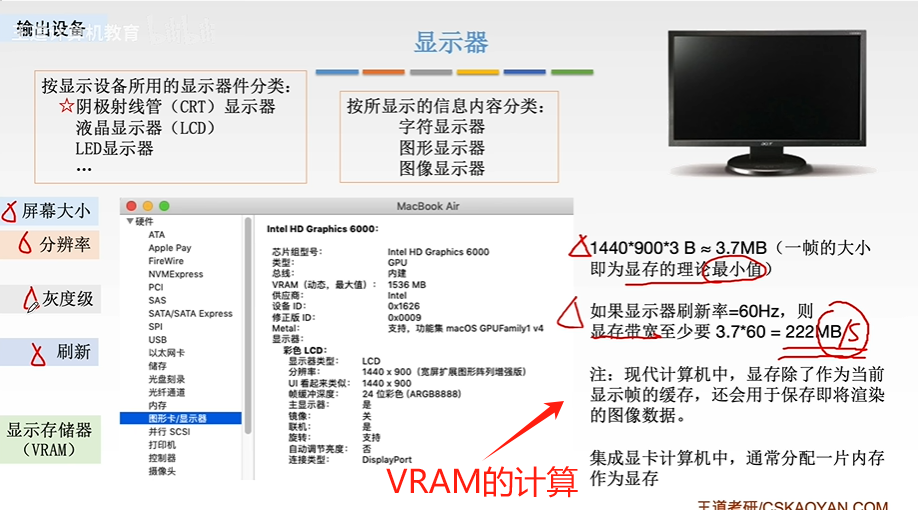 输出设备
王道计算机教育
显示器
按显示设备所用的显示器件分类：
☆阴极射线管（CRT）显示器
液晶显示器（LCD）
LED显示器
…
按所显示的信息内容分类：
字符显示器
图形显示器
图像显示器
acer
屏幕大小
分辨率
灰度级
刷新
显示存储器
（VRAM）
MacBook Air
硬件
ATA
Apple Pay
FireWire
NVMExpress
PCI
SAS
SATA/SATA Express
SPI
USB
以太网卡
储存
光盘刻录
光纤通道
内存
图形卡/显示器
并行 SCSI
打印机
控制器
摄像头
Intel HD Graphics 6000：
芯片组型号： Intel HD Graphics 6000
类型： GPU
总线： 内建
VRAM（动态，最大值）： 1536 MB
供应商： Intel
设备 ID： 0x1626
修正版 ID： 0x0009
Metal： 支持，功能集 macOS GPUFamily1 v4
显示器：
彩色 LCD：
显示器类型： LCD
分辨率： 1440 x 900（宽屏扩展图形阵列增强版）
UI 看起来类似： 1440 x 900
帧缓冲深度： 24 位彩色 (ARGB8888)
主显示器： 是
镜像： 关
联机： 是
旋转： 支持
自动调节亮度： 否
连接类型： DisplayPort
VRAM的计算
1440*900*3 B ≈ 3.7MB（一帧的大小
即为显存的理论最小值）
如果显示器刷新率=60Hz，则
显存带宽至少要 3.7*60 = 222MB/S
注：现代计算机中，显存除了作为当前
显示帧的缓存，还会用于保存即将渲染
的图像数据。
集成显卡计算机中，通常分配一片内存
作为显存
王道考研/CSKAOYAN.COM